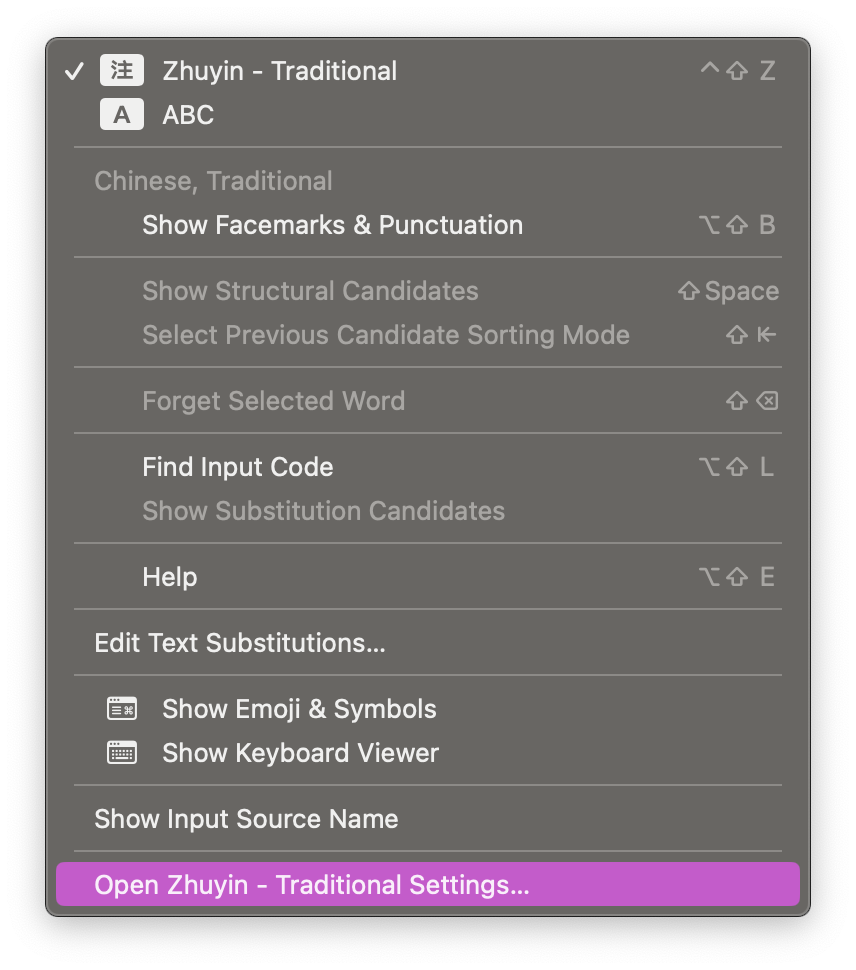 ✓ 注 Zhuyin - Traditional ^⇧ Z
A ABC
Chinese, Traditional
Show Facemarks & Punctuation ⌥⇧ B
Show Structural Candidates ⇧Space
Select Previous Candidate Sorting Mode ⇧⇤
Forget Selected Word ⇧⌫
Find Input Code ⌥⇧ L
Show Substitution Candidates
Help ⌥⇧ E
Edit Text Substitutions...
Show Emoji & Symbols
Show Keyboard Viewer
Show Input Source Name
Open Zhuyin - Traditional Settings...